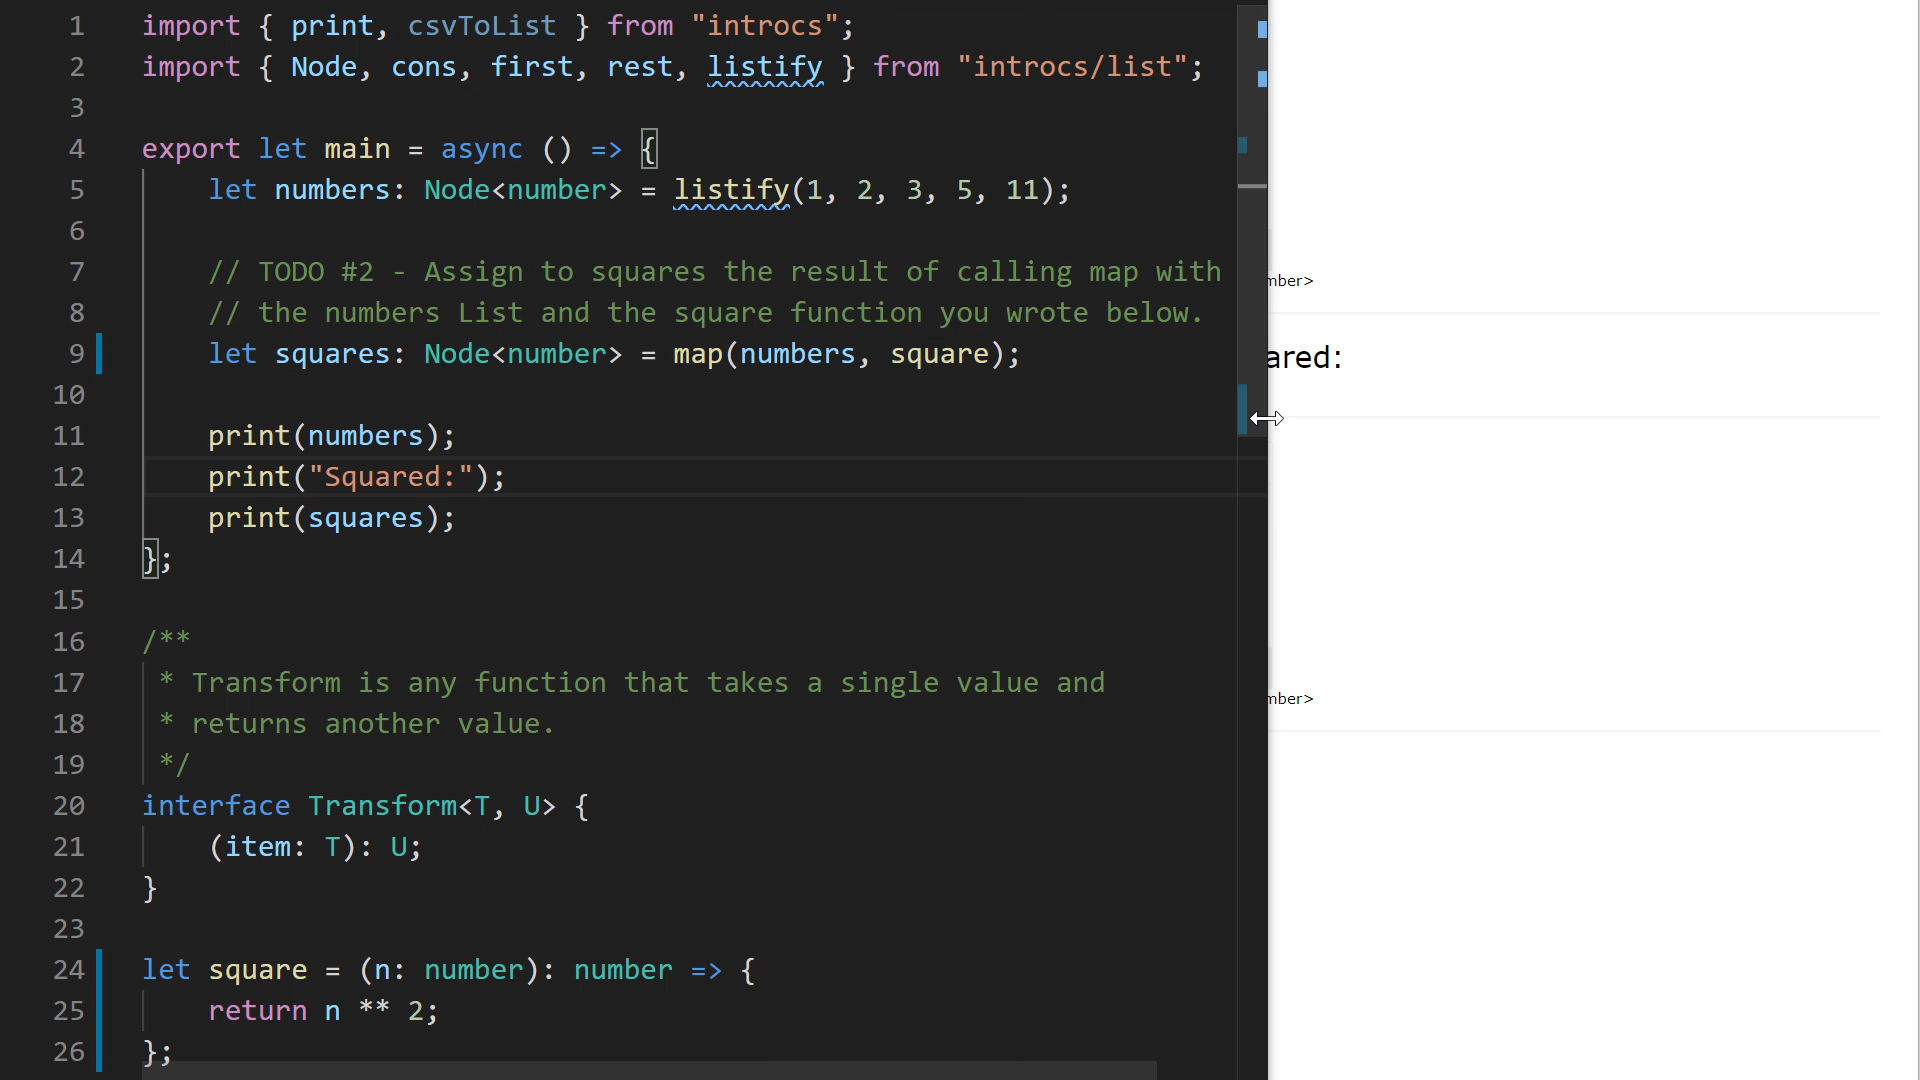 1 import { print, csvToList } from "introcs";
2 import { Node, cons, first, rest, listify } from "introcs/list";
3
4 export let main = async () => {
5 let numbers: Node<number> = listify(1, 2, 3, 5, 11);
6
7 // TODO #2 - Assign to squares the result of calling map with
8 // the numbers List and the square function you wrote below.
9 let squares: Node<number> = map(numbers, square);
10
11 print(numbers);
12 print("Squared:");
13 print(squares);
14 };
15
16 /**
17 * Transform is any function that takes a single value and
18 * returns another value.
19 */
20 interface Transform<T, U> {
21 (item: T): U;
22 }
23
24 let square = (n: number): number => {
25 return n ** 2;
26 };
mber>
ared:
mber>